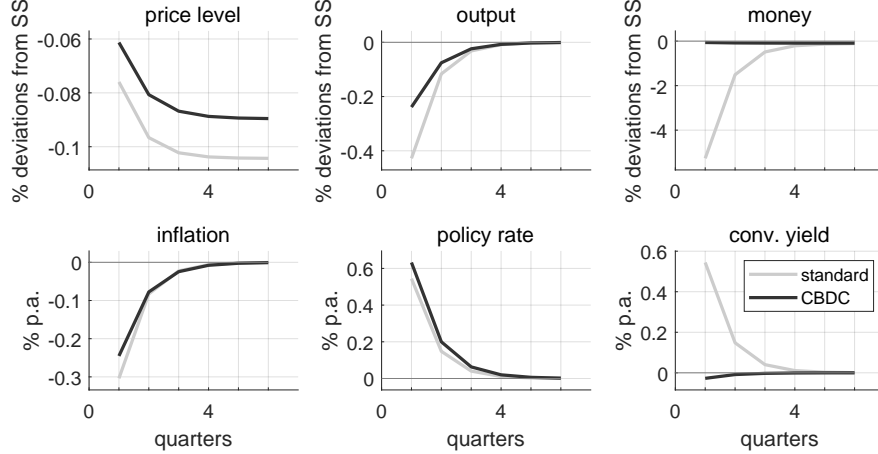 price level
output
money
% deviations from SS
-0.06
-0.08
-0.1
0
4
% deviations from SS
0
-0.2
-0.4
0
4
% deviations from SS
0
-2
-4
0
4
inflation
policy rate
conv. yield
% p.a.
0
-0.1
-0.2
-0.3
0
4
quarters
% p.a.
0.6
0.4
0.2
0
0
4
quarters
% p.a.
0.6
0.4
0.2
0
0
4
quarters
standard
CBDC